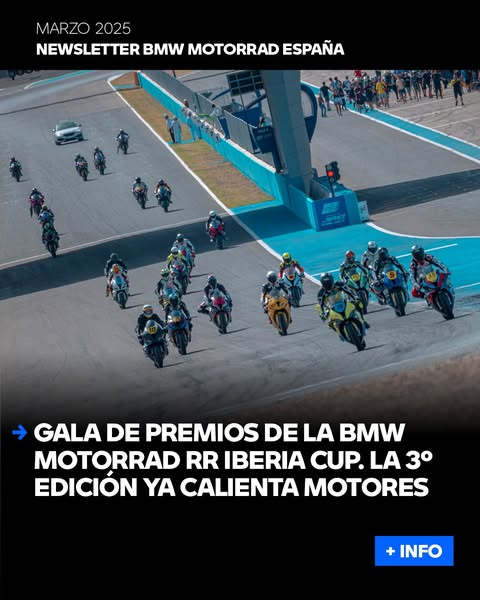 MARZO 2025
NEWSLETTER BMW MOTORRAD ESPAÑA
GALA DE PREMIOS DE LA BMW
MOTORRAD RR IBERIA CUP. LA 3º
EDICIÓN YA CALIENTA MOTORES
+ INFO